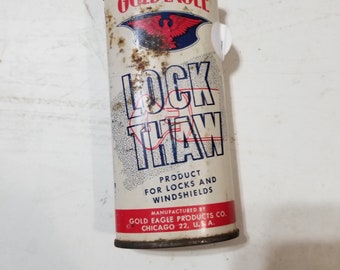 GOLD EAGLE
LOCK
THAW
PRODUCT
FOR LOCKS AND
WINDSHIELDS
MANUFACTURED BY
GOLD EAGLE PRODUCTS CO.
CHICAGO 22, U.S.A.